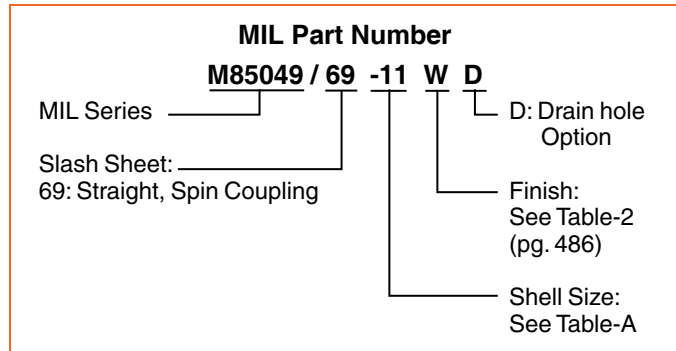 MIL Part Number
M85049 / 69 -11 W D
MIL Series
D: Drain hole
Option
Slash Sheet:
69: Straight, Spin Coupling
Finish:
See Table-2
(pg. 486)
Shell Size:
See Table-A